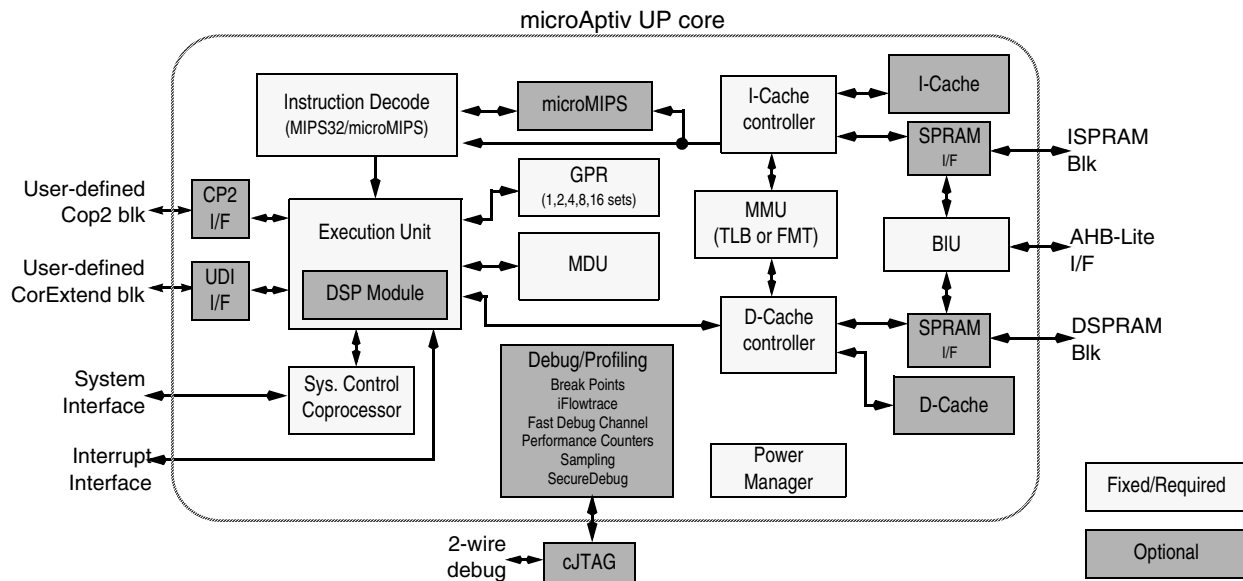 microAptiv UP core
Instruction Decode
(MIPS32/microMIPS)
microMIPS
I-Cache
controller
I-Cache
SPRAM
I/F
ISPRAM
Blk
GPR
(1,2,4,8,16 sets)
User-defined
Cop2 blk
CP2
I/F
Execution Unit
MMU
(TLB or FMT)
BIU
AHB-Lite
I/F
MDU
User-defined
CorExtend blk
UDI
I/F
DSP Module
D-Cache
controller
SPRAM
I/F
DSPRAM
Blk
System
Interface
Sys. Control
Coprocessor
Debug/Profiling
Break Points
iFlowtrace
Fast Debug Channel
Performance Counters
Sampling
SecureDebug
D-Cache
Interrupt
Interface
Power
Manager
Fixed/Required
2-wire
debug
cJTAG
Optional